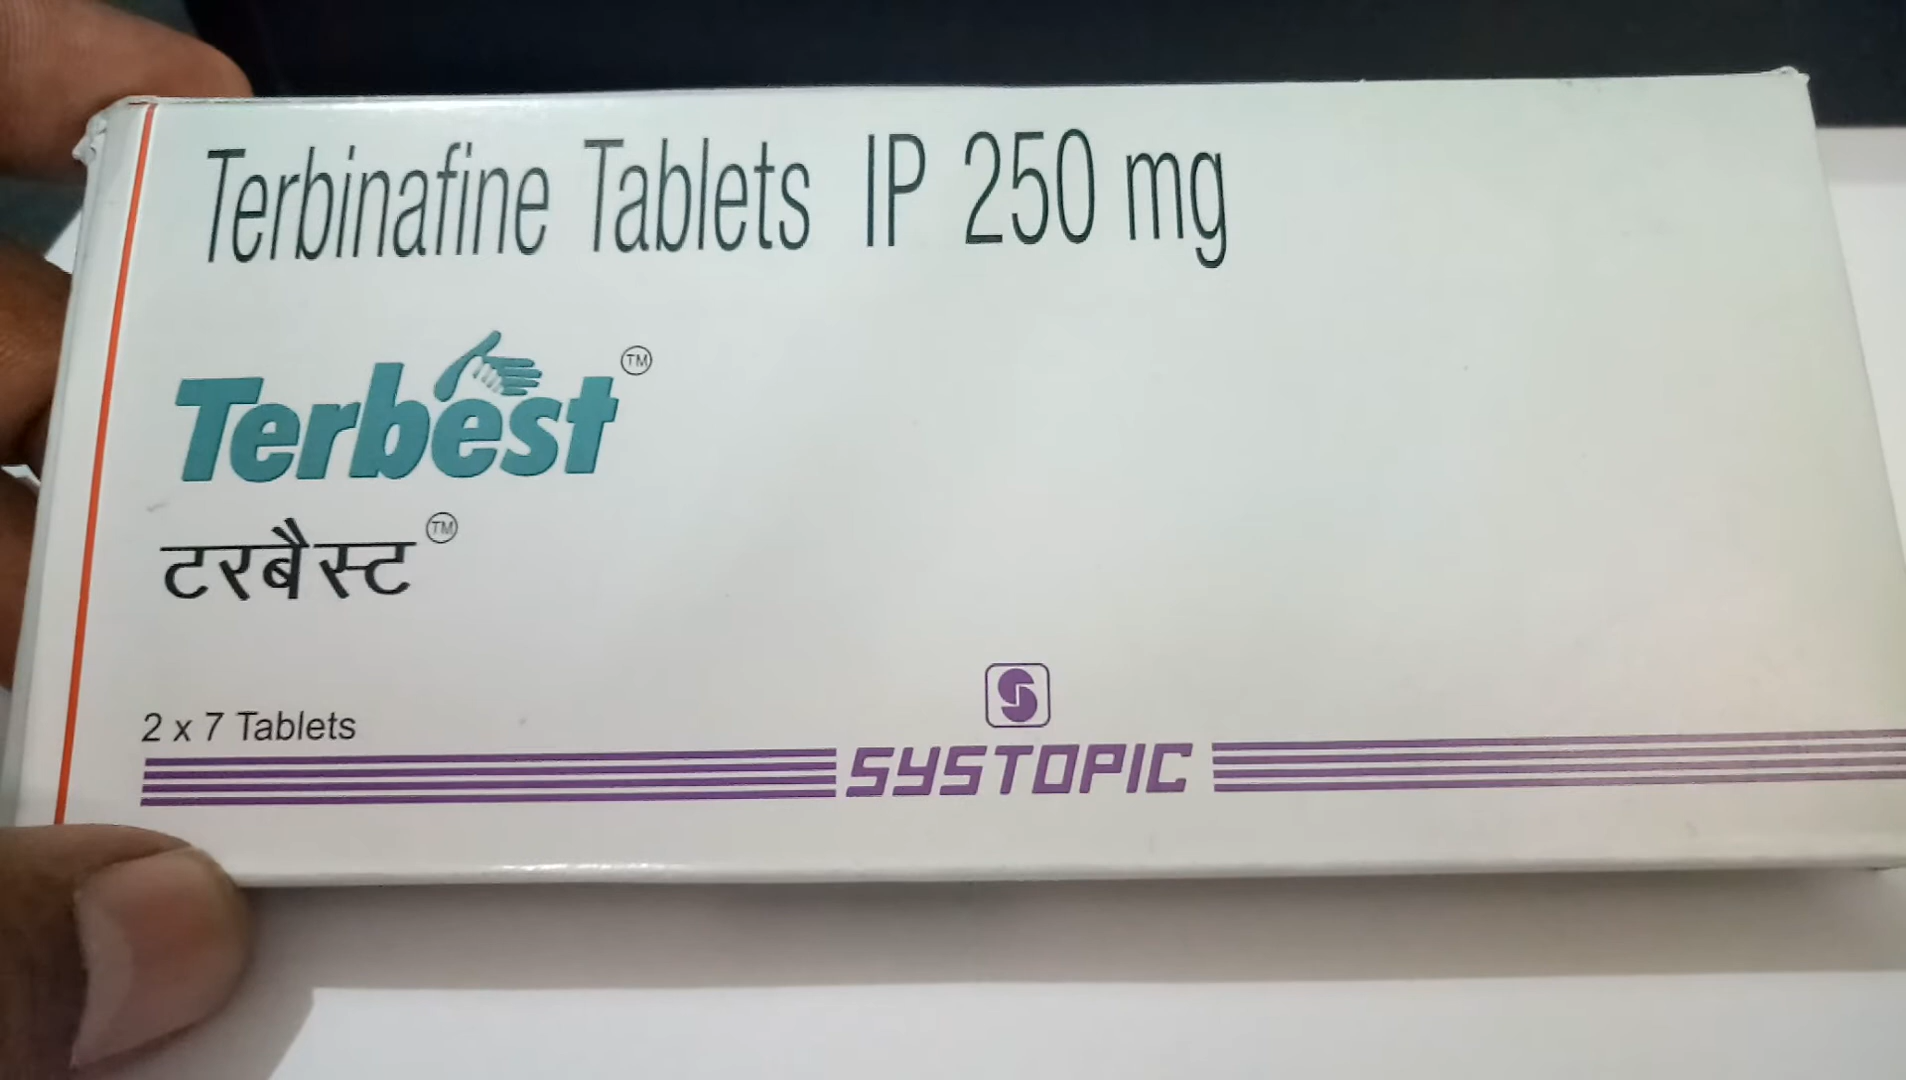 Terbinafine Tablets IP 250 mg
Terbest™
टरबैस्ट™
2 x 7 Tablets
S
SYSTOPIC